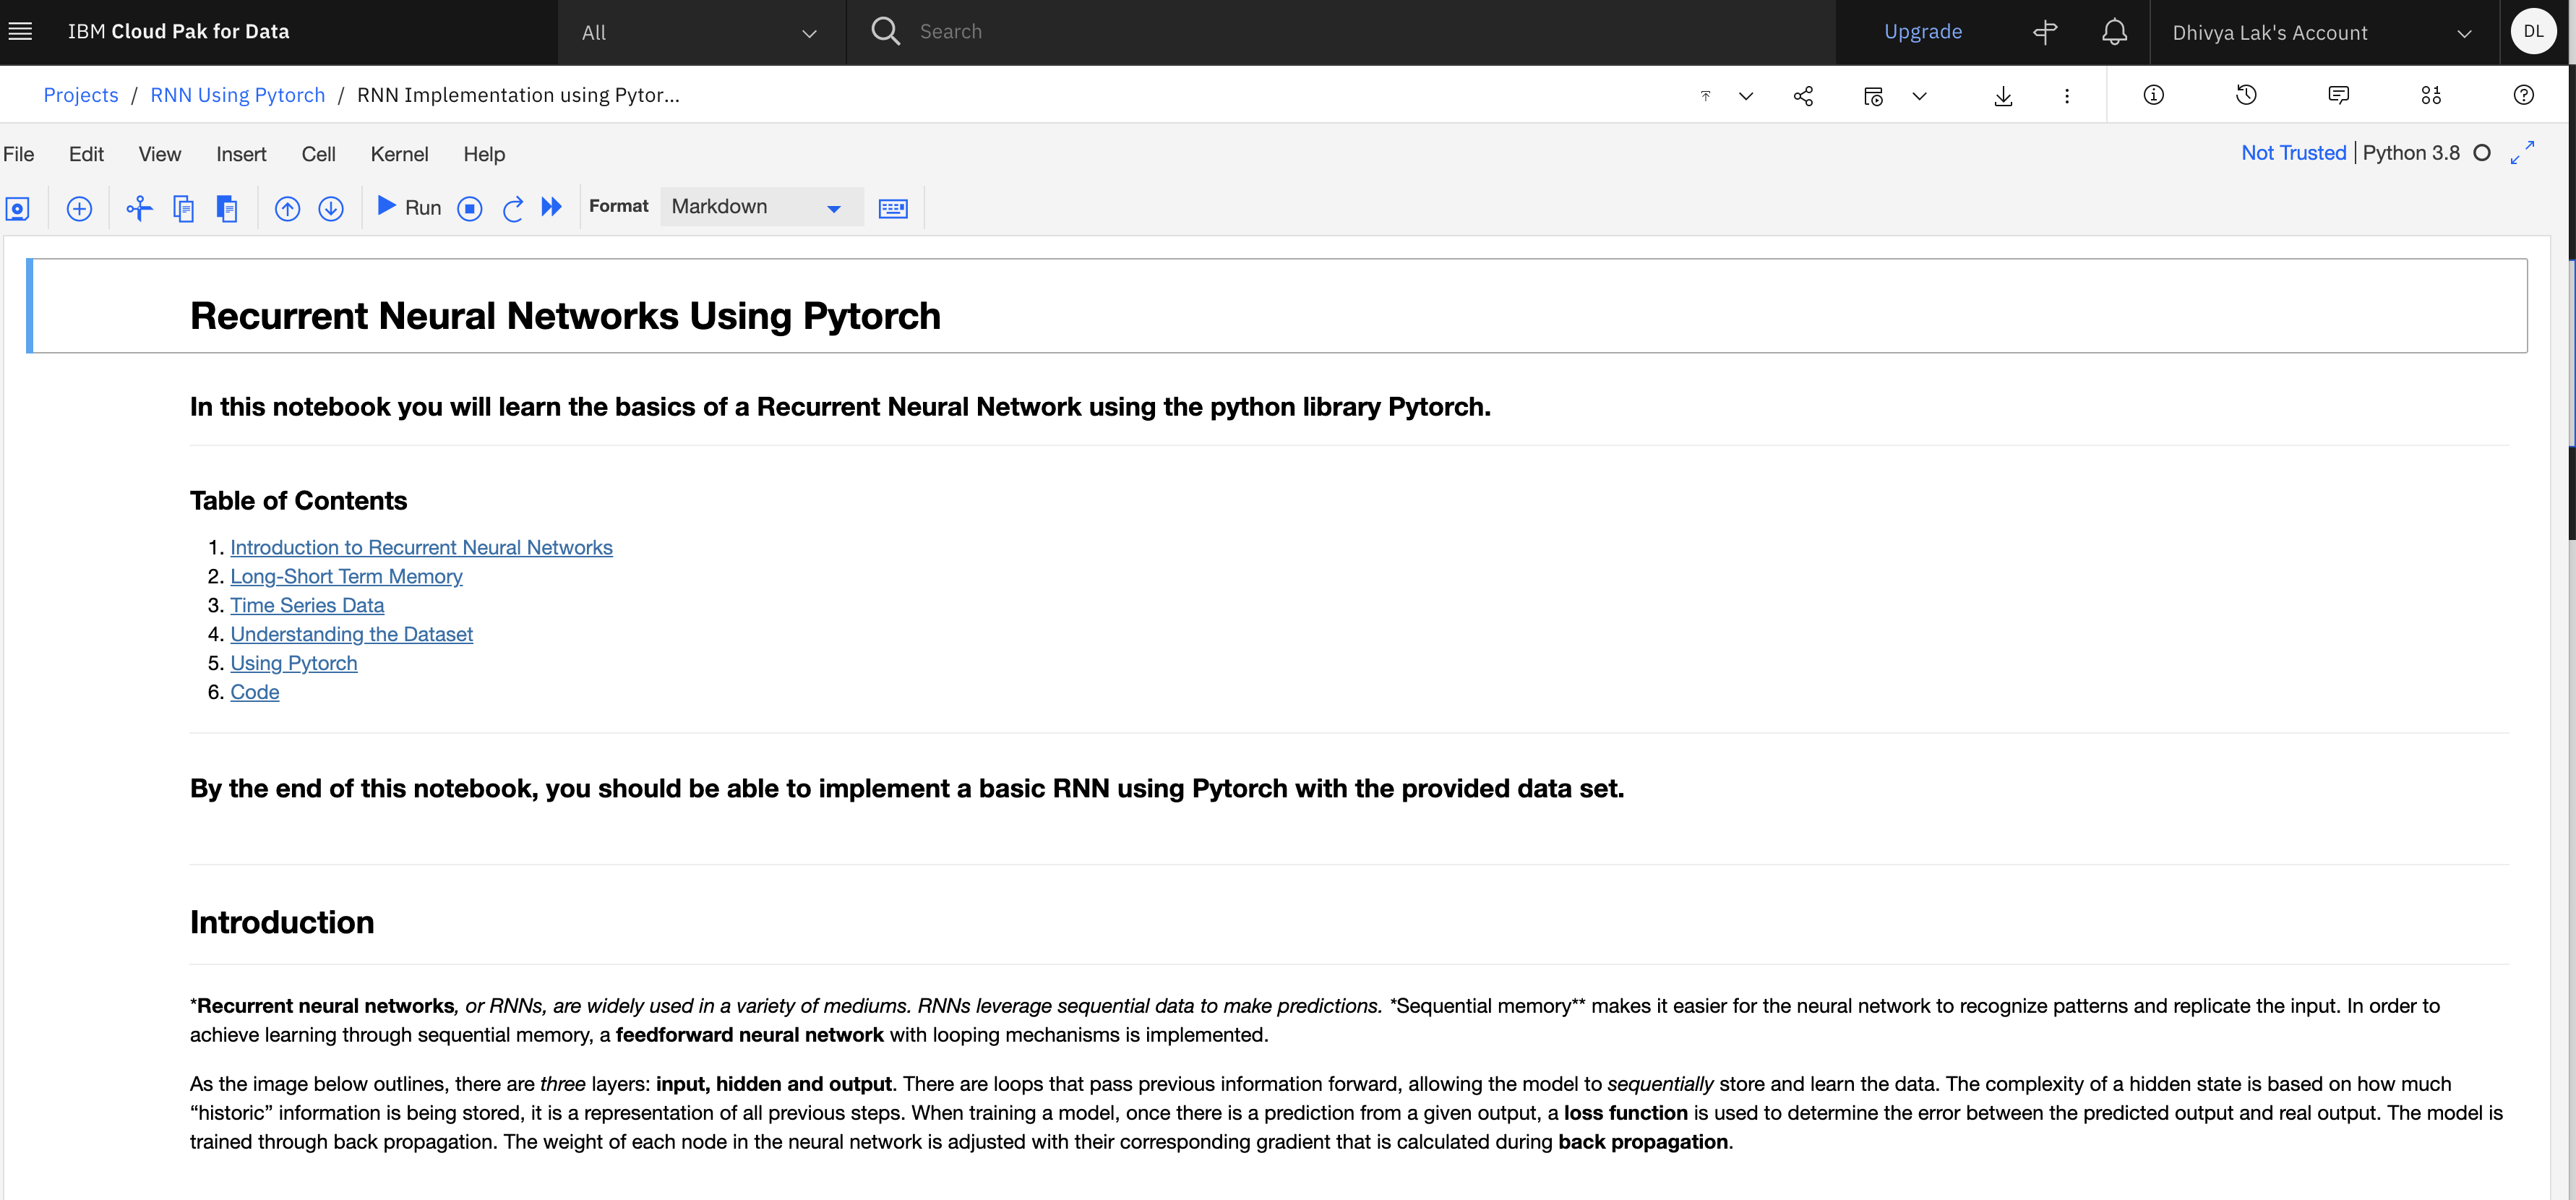 IBM Cloud Pak for Data All Search Upgrade Dhivya Lak's Account DL
Projects / RNN Using Pytorch / RNN Implementation using Pytor...
File Edit View Insert Cell Kernel Help Not Trusted | Python 3.8
Run Format Markdown
Recurrent Neural Networks Using Pytorch
In this notebook you will learn the basics of a Recurrent Neural Network using the python library Pytorch.
Table of Contents
1. Introduction to Recurrent Neural Networks
2. Long-Short Term Memory
3. Time Series Data
4. Understanding the Dataset
5. Using Pytorch
6. Code
By the end of this notebook, you should be able to implement a basic RNN using Pytorch with the provided data set.
Introduction
*Recurrent neural networks, or RNNs, are widely used in a variety of mediums. RNNs leverage sequential data to make predictions. *Sequential memory** makes it easier for the neural network to recognize patterns and replicate the input. In order to
achieve learning through sequential memory, a feedforward neural network with looping mechanisms is implemented.
As the image below outlines, there are three layers: input, hidden and output. There are loops that pass previous information forward, allowing the model to sequentially store and learn the data. The complexity of a hidden state is based on how much
“historic” information is being stored, it is a representation of all previous steps. When training a model, once there is a prediction from a given output, a loss function is used to determine the error between the predicted output and real output. The model is
trained through back propagation. The weight of each node in the neural network is adjusted with their corresponding gradient that is calculated during back propagation.